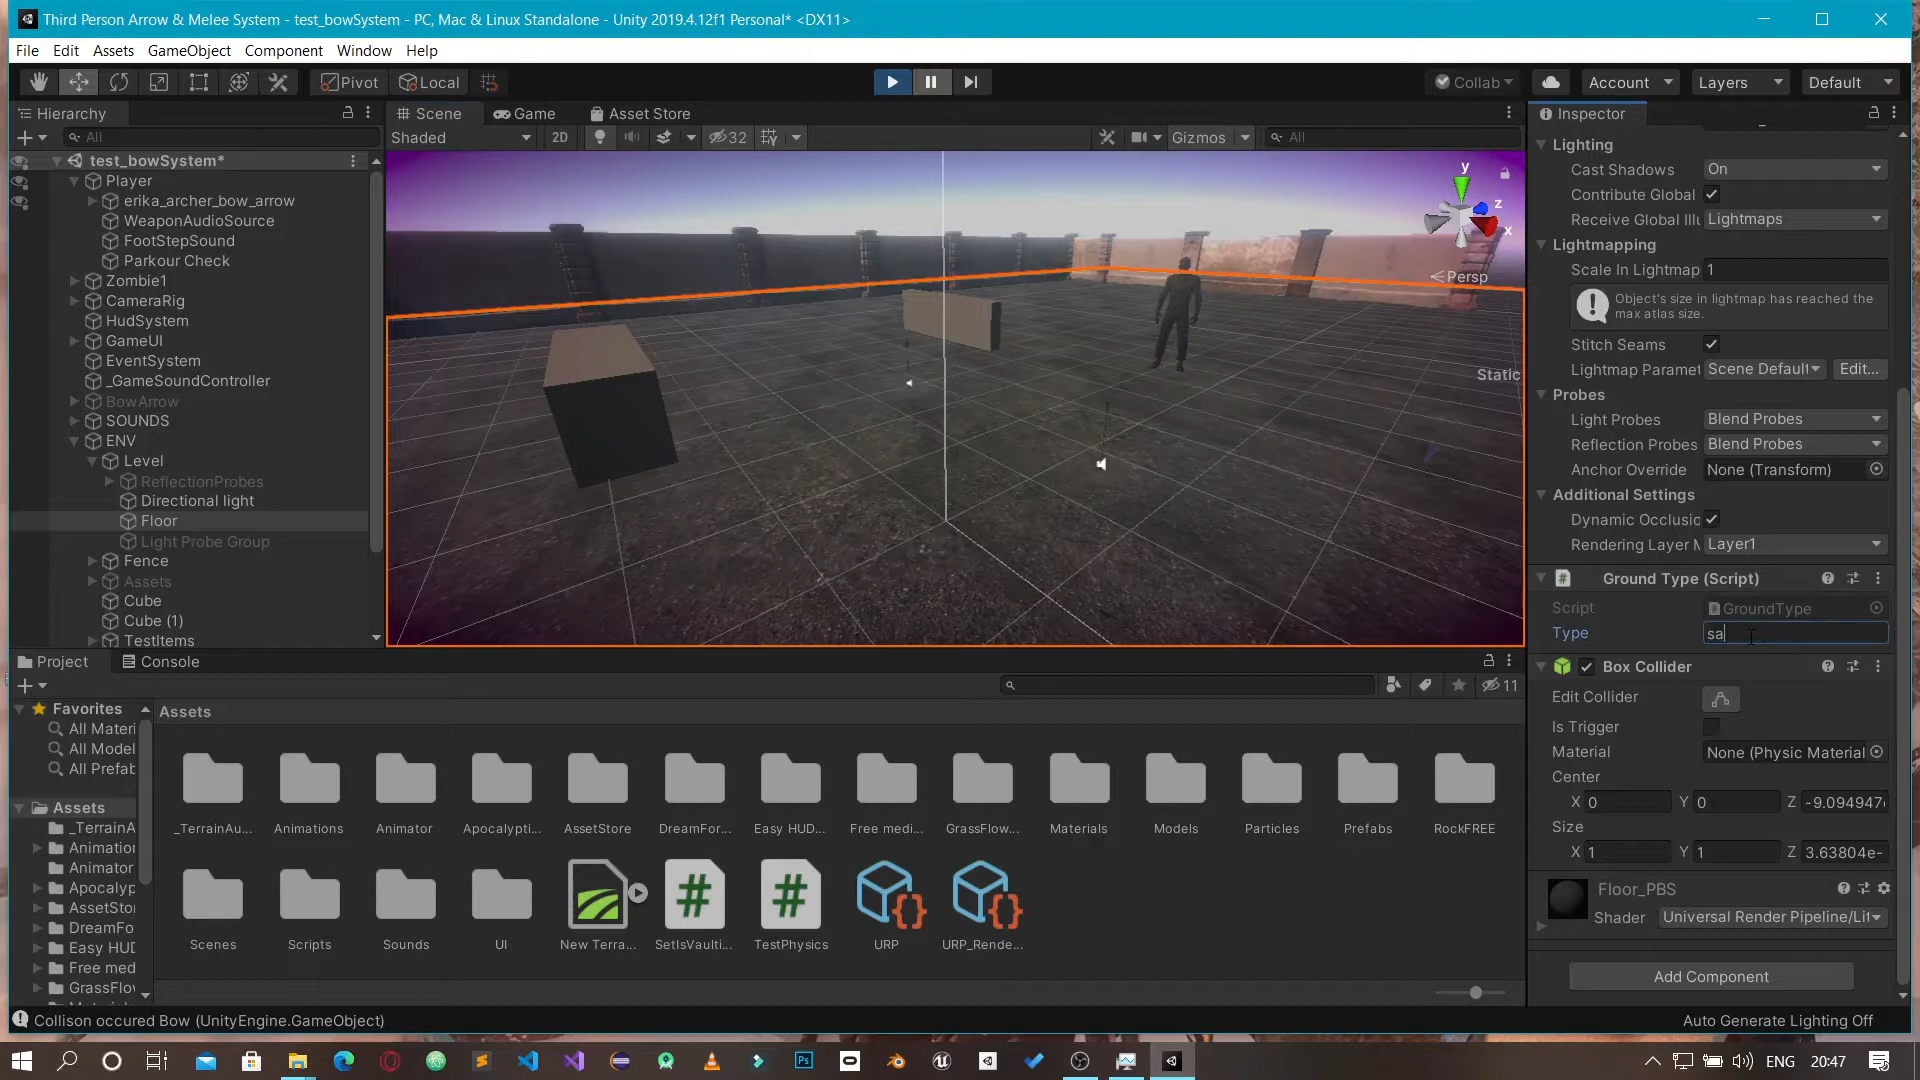 Third Person Arrow & Melee System - test_bowSystem - PC, Mac & Linux Standalone - Unity 2019.4.12f1 Personal* <DX11>
File Edit Assets GameObject Component Window Help
Pivot Local Collab Account Layers Default
Hierarchy
All
test_bowSystem*
Player
erika_archer_bow_arrow
WeaponAudioSource
FootStepSound
Parkour Check
Zombie1
CameraRig
HudSystem
GameUI
EventSystem
_GameSoundController
BowArrow
SOUNDS
ENV
Level
ReflectionProbes
Directional light
Floor
Light Probe Group
Fence
Assets
Cube
Cube (1)
TestItems
Scene Game Asset Store
Shaded 2D 32 Gizmos All
y
z
x
Persp
Static
Inspector
Lighting
Cast Shadows On
Contribute Global
Receive Global Illu Lightmaps
Lightmapping
Scale In Lightmap 1
Object's size in lightmap has reached the
max atlas size.
Stitch Seams
Lightmap Paramet Scene Default Edit...
Probes
Light Probes Blend Probes
Reflection Probes Blend Probes
Anchor Override None (Transform)
Additional Settings
Dynamic Occlusic
Rendering Layer M Layer1
# Ground Type (Script)
Script GroundType
Type sa
Box Collider
Edit Collider
Is Trigger
Material None (Physic Material
Center
X 0 Y 0 Z -9.094947
Size
X 1 Y 1 Z 3.63804e-
Floor_PBS
Shader Universal Render Pipeline/Lit
Add Component
Project Console
11
Favorites
All Materi
All Model
All Prefab
Assets
_TerrainA
Animation
Animator
Apocalyp
AssetStor
DreamFo
Easy HUD
Free med
GrassFlov
Assets
_TerrainAu... Animations Animator Apocalypti... AssetStore DreamFor... Easy HUD... Free medi... GrassFlow... Materials Models Particles Prefabs RockFREE
Scenes Scripts Sounds UI New Terra... SetIsVaulti... TestPhysics URP URP_Rende...
Collison occured Bow (UnityEngine.GameObject)
Auto Generate Lighting Off
ENG 20:47